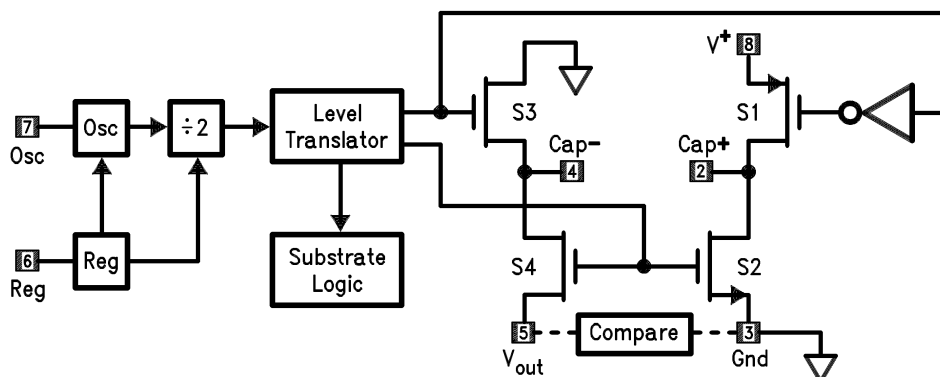 V+
8
S3
S1
Level
Translator
7
Osc
÷2
Osc
Cap-
4
Cap+
2
6
Reg
Reg
Substrate
Logic
S4
S2
5
Compare
3
Vout
Gnd